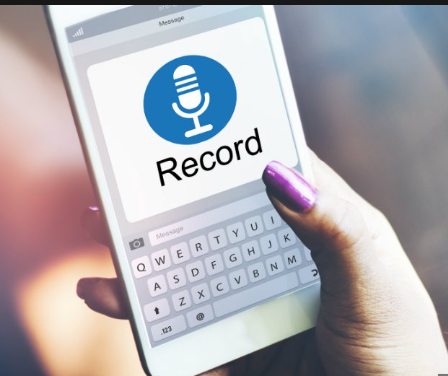 Message
Record
Message
Q W E R T Y U I
A S D F G H J K
Z X C V B N M
.123 @